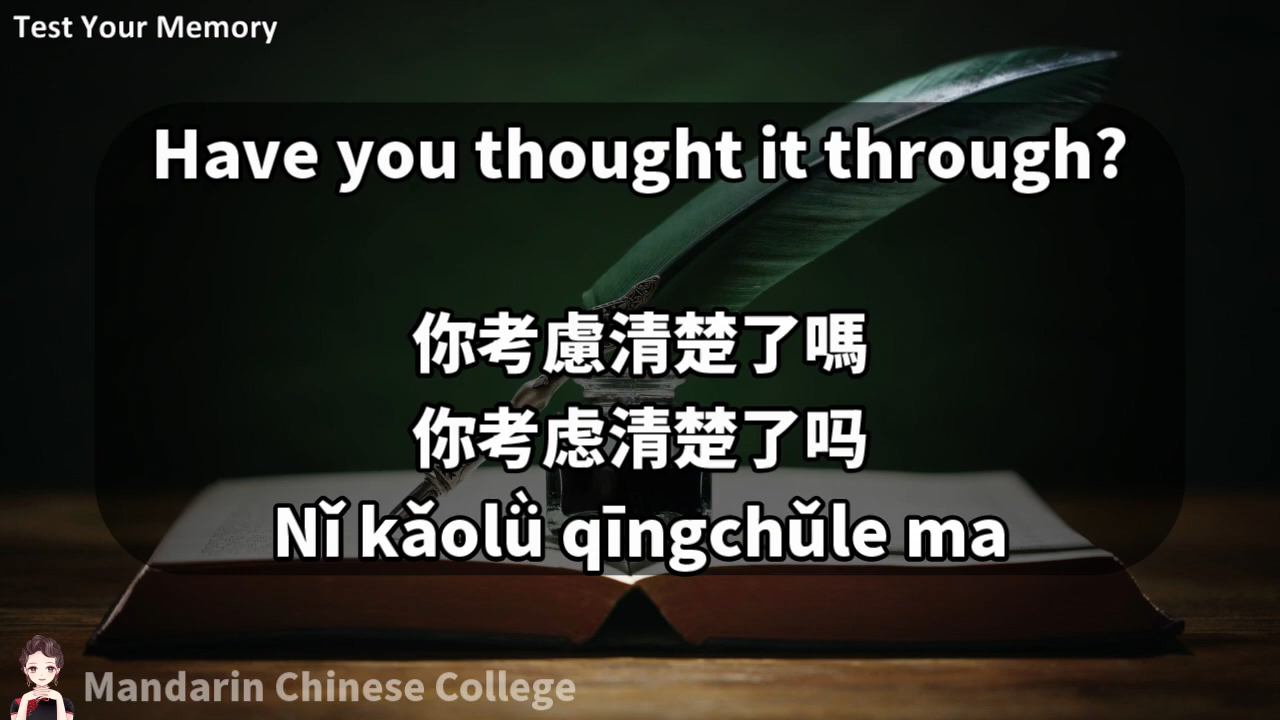 Test Your Memory
Have you thought it through?
你考慮清楚了嗎
你考虑清楚了吗
Nǐ kǎolǜ qīngchǔle ma
Mandarin Chinese College